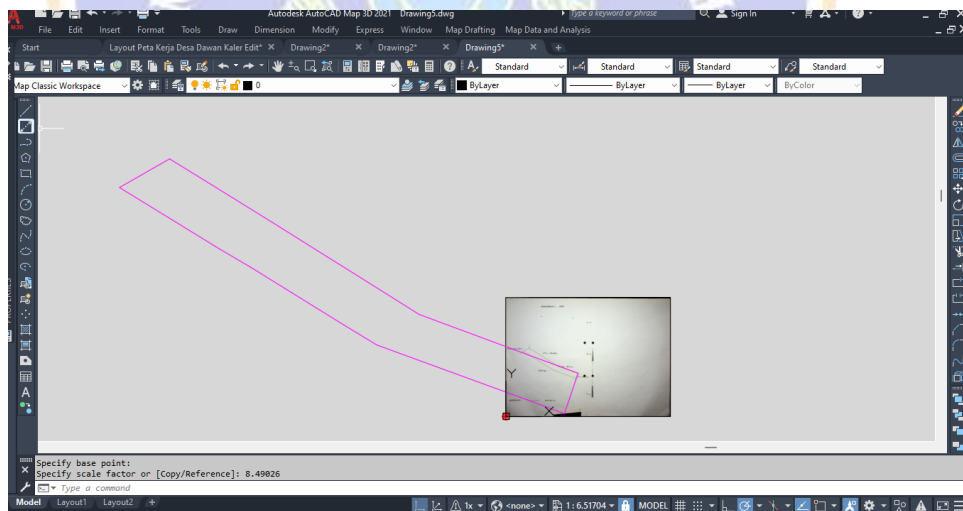 Autodesk AutoCAD Map 3D 2021 Drawing5.dwg
Type a keyword or phrase
Sign In
File Edit Insert Format Tools Draw Dimension Modify Express Window Map Drafting Map Data and Analysis
Start Layout Peta Kerja Desa Dawan Kaler Edit* Drawing2* Drawing2* Drawing5*
Standard Standard Standard Standard
Map Classic Workspace 0 ByLayer ByLayer ByLayer ByColor
Y
X
Specify base point:
Specify scale factor or [Copy/Reference]: 8.49026
Type a command
Model Layout1 Layout2 + 1x <none> 1:6.51704 MODEL